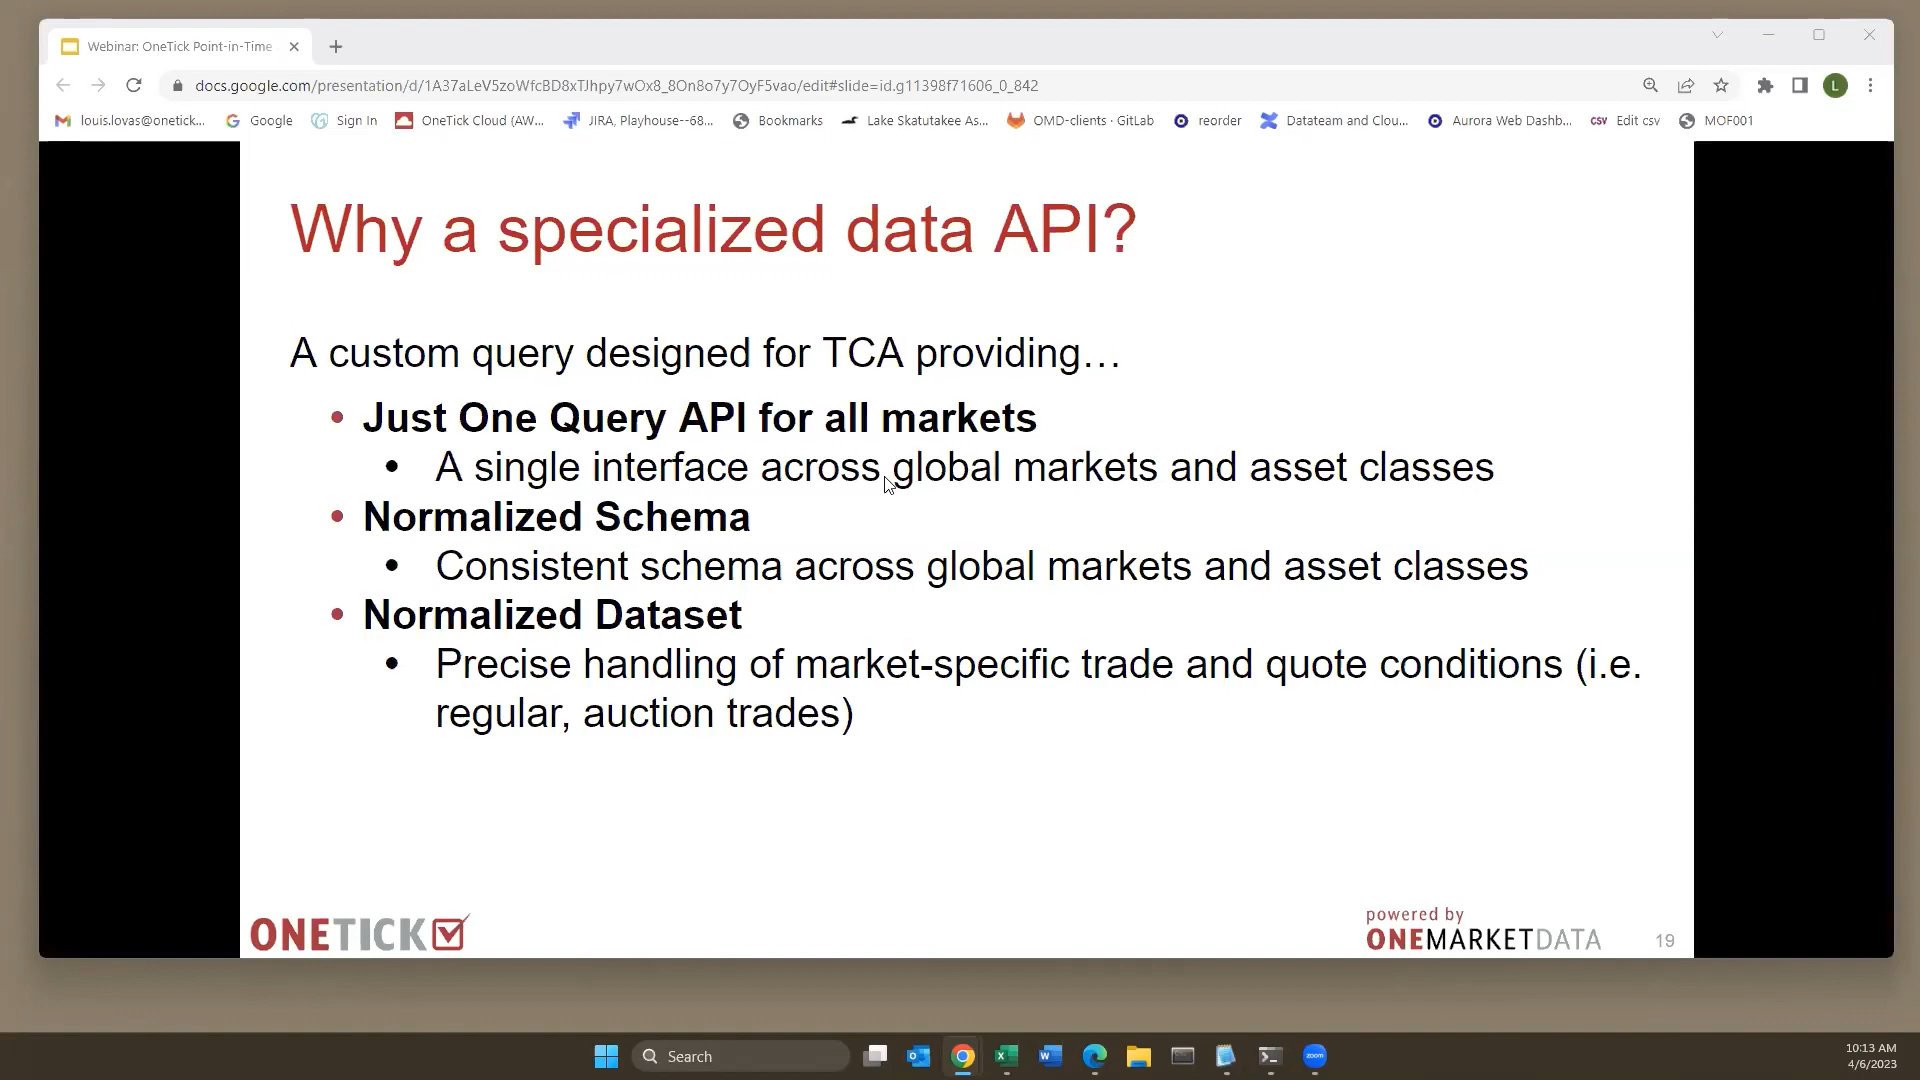 Webinar: OneTick Point-in-Time
docs.google.com/presentation/d/1A37aLeV5zoWfcBD8xTJhpy7wOx8_8On8o7y7OyF5vao/edit#slide=id.g11398f71606_0_842
L
louis.lovas@onetick... Google Sign In OneTick Cloud (AW... JIRA, Playhouse--68... Bookmarks Lake Skatutakee As... OMD-clients · GitLab reorder Datateam and Clou... Aurora Web Dashb... CSV Edit csv MOF001
Why a specialized data API?
A custom query designed for TCA providing…
• Just One Query API for all markets
• A single interface across global markets and asset classes
• Normalized Schema
• Consistent schema across global markets and asset classes
• Normalized Dataset
• Precise handling of market-specific trade and quote conditions (i.e.
regular, auction trades)
ONETICK
powered by
ONEMARKETDATA
19
Search
zoom
10:13 AM
4/6/2023